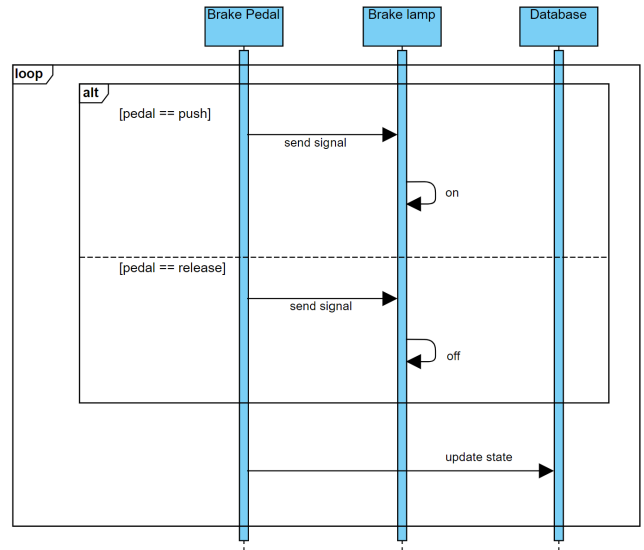 Brake Pedal
Brake lamp
Database
loop
alt
[pedal == push]
send signal
on
[pedal == release]
send signal
off
update state